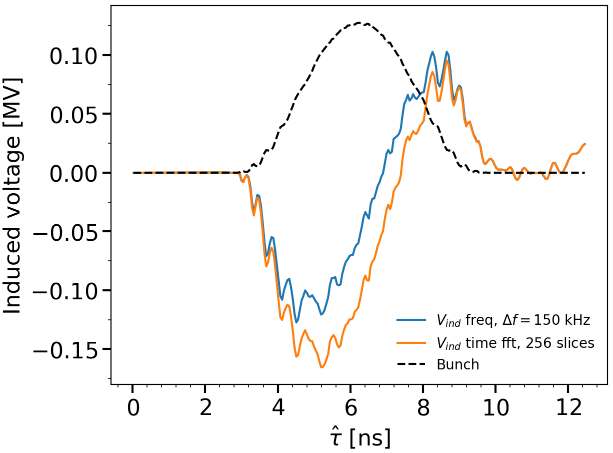 Induced voltage [MV]
0.10
0.05
0.00
−0.05
−0.10
−0.15
V_ind freq, Δf = 150 kHz
V_ind time fft, 256 slices
Bunch
0 2 4 6 8 10 12
τ̂ [ns]